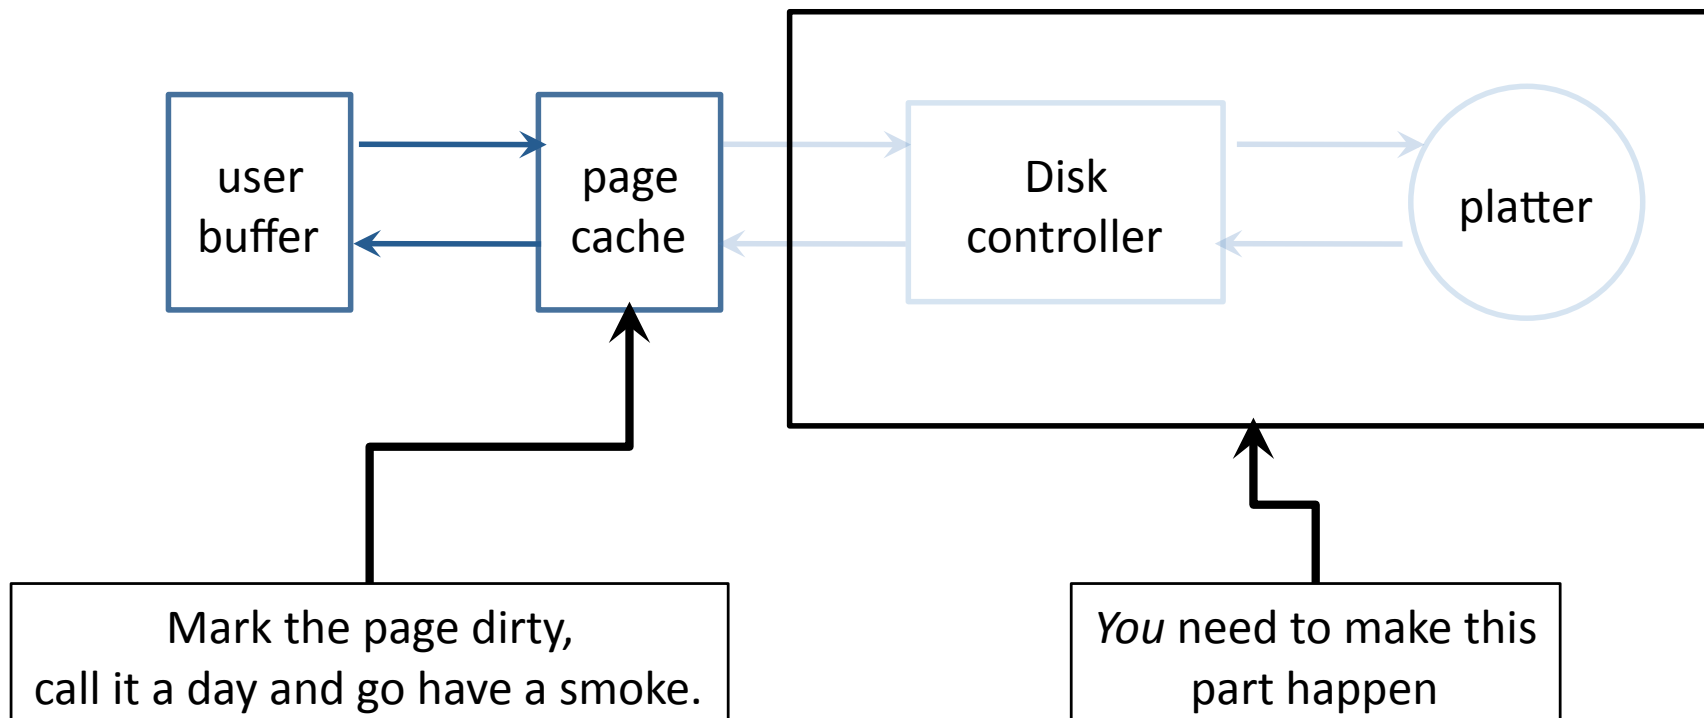 user
buffer
page
cache
Disk
controller
platter
Mark the page dirty,
call it a day and go have a smoke.
You need to make this
part happen